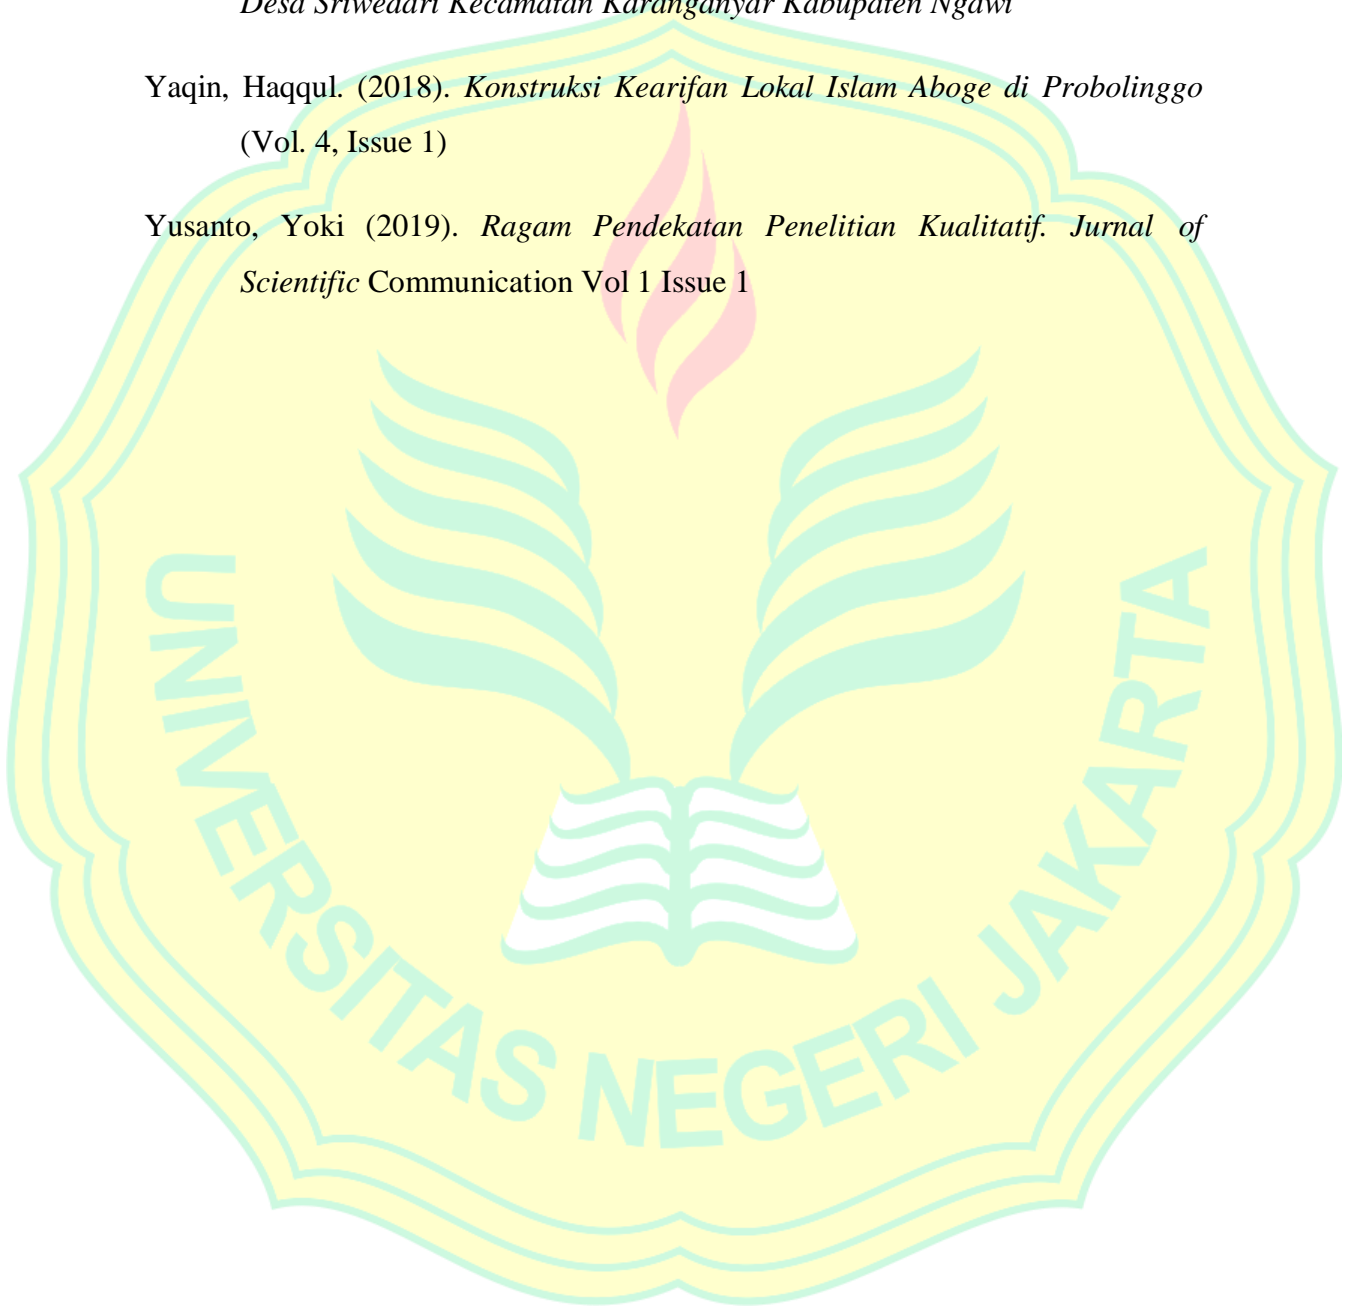 Desa Sriwedari Kecamatan Karanganyar Kabupaten Ngawi
Yaqin, Haqqul. (2018). Konstruksi Kearifan Lokal Islam Aboge di Probolinggo
(Vol. 4, Issue 1)
Yusanto, Yoki (2019). Ragam Pendekatan Penelitian Kualitatif. Jurnal of
Scientific Communication Vol 1 Issue 1
UNIVERSITAS NEGERI JAKARTA